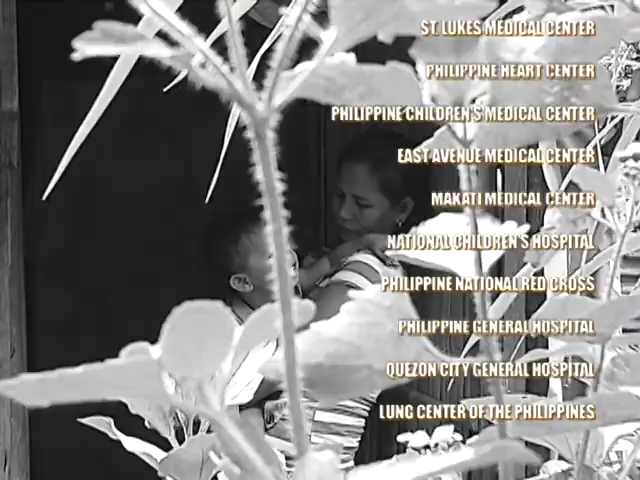 ST. LUKES MEDICAL CENTER
PHILIPPINE HEART CENTER
PHILIPPINE CHILDREN'S MEDICAL CENTER
EAST AVENUE MEDICAL CENTER
MAKATI MEDICAL CENTER
NATIONAL CHILDREN'S HOSPITAL
PHILIPPINE NATIONAL RED CROSS
PHILIPPINE GENERAL HOSPITAL
QUEZON CITY GENERAL HOSPITAL
LUNG CENTER OF THE PHILIPPINES